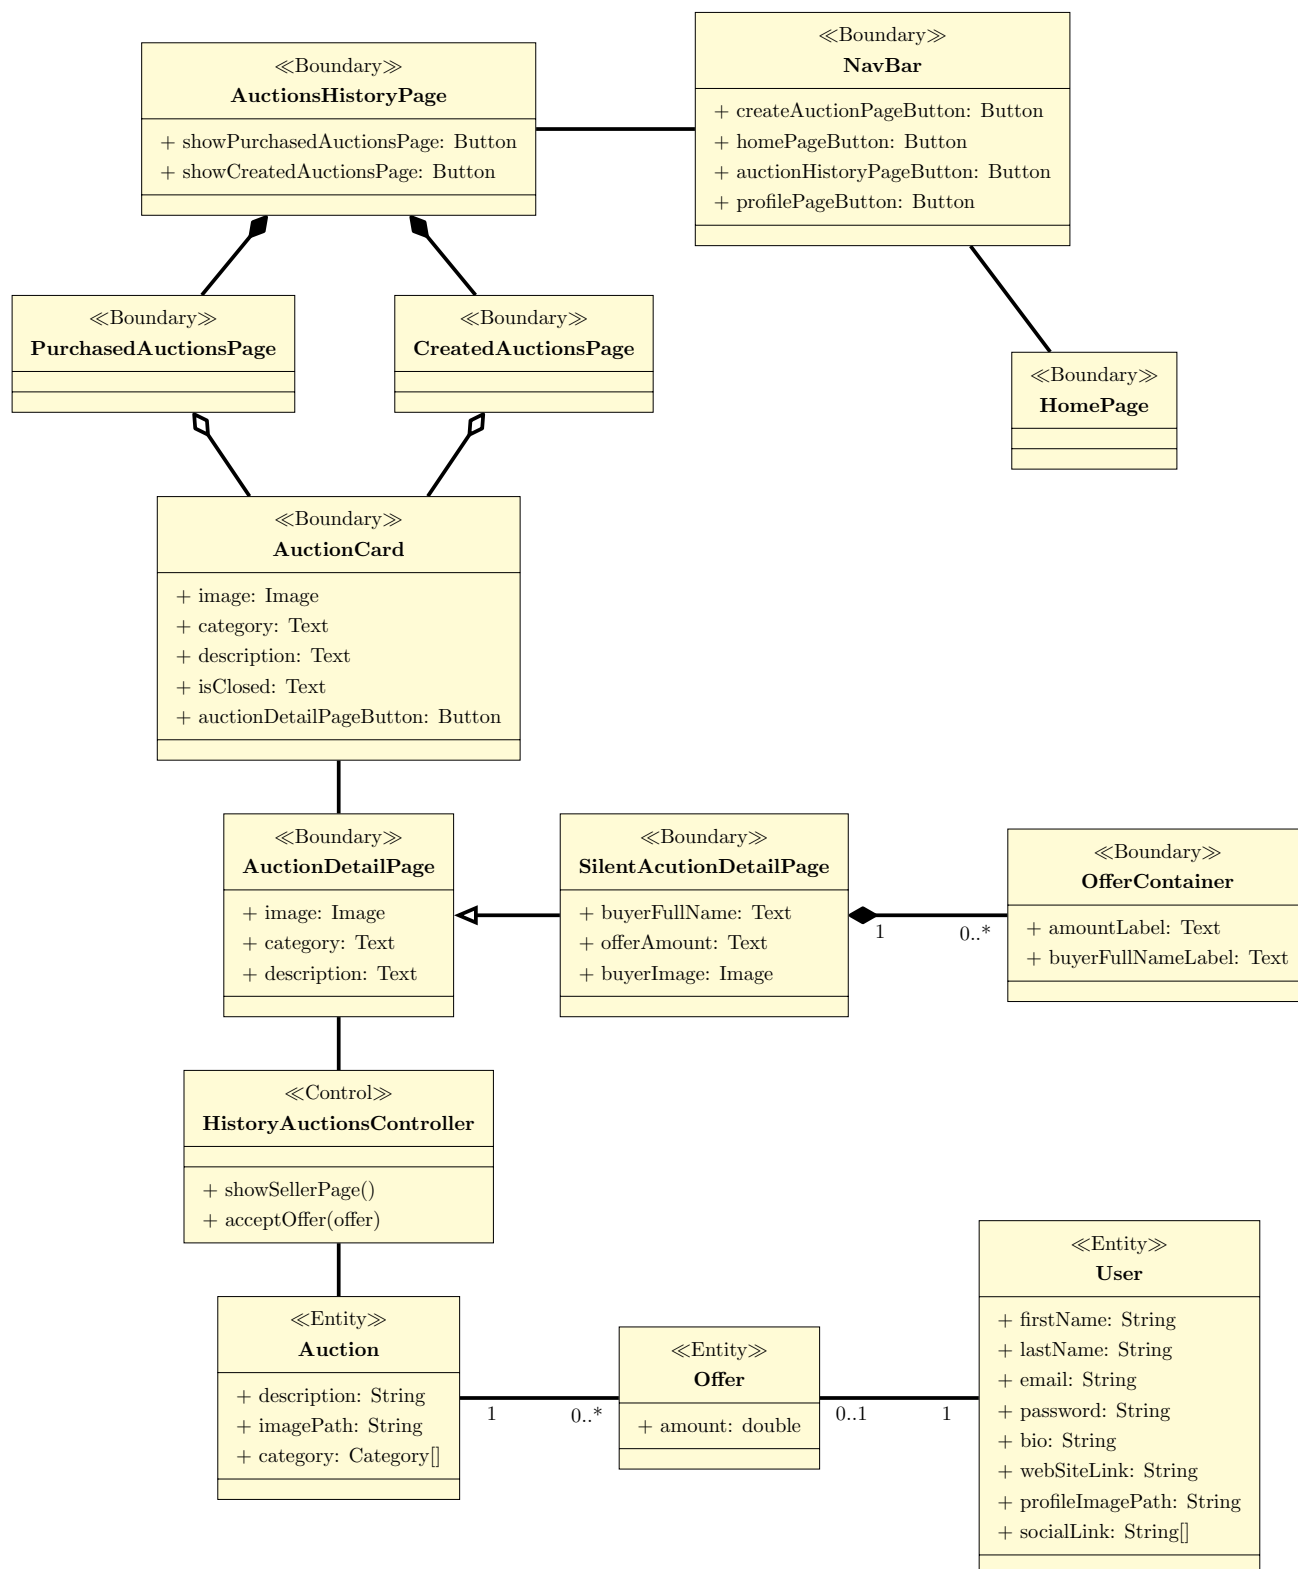 ≪Boundary≫
AuctionsHistoryPage
+ showPurchasedAuctionsPage: Button
+ showCreatedAuctionsPage: Button
≪Boundary≫
NavBar
+ createAuctionPageButton: Button
+ homePageButton: Button
+ auctionHistoryPageButton: Button
+ profilePageButton: Button
≪Boundary≫
PurchasedAuctionsPage
≪Boundary≫
CreatedAuctionsPage
≪Boundary≫
HomePage
≪Boundary≫
AuctionCard
+ image: Image
+ category: Text
+ description: Text
+ isClosed: Text
+ auctionDetailPageButton: Button
≪Boundary≫
AuctionDetailPage
+ image: Image
+ category: Text
+ description: Text
≪Boundary≫
SilentAcutionDetailPage
+ buyerFullName: Text
+ offerAmount: Text
+ buyerImage: Image
1
0..*
≪Boundary≫
OfferContainer
+ amountLabel: Text
+ buyerFullNameLabel: Text
≪Control≫
HistoryAuctionsController
+ showSellerPage()
+ acceptOffer(offer)
≪Entity≫
Auction
+ description: String
+ imagePath: String
+ category: Category[]
1
0..*
≪Entity≫
Offer
+ amount: double
0..1
1
≪Entity≫
User
+ firstName: String
+ lastName: String
+ email: String
+ password: String
+ bio: String
+ webSiteLink: String
+ profileImagePath: String
+ socialLink: String[]